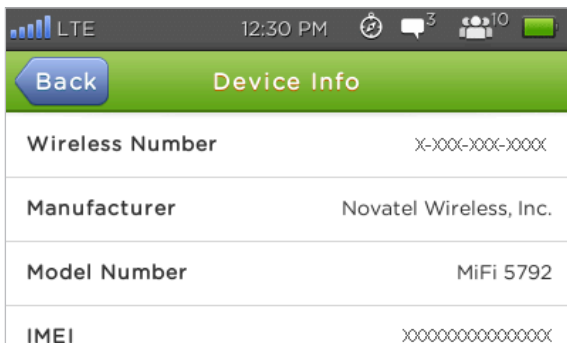 LTE 12:30 PM 3 10
Back Device Info
Wireless Number X-XXX-XXX-XXXX
Manufacturer Novatel Wireless, Inc.
Model Number MiFi 5792
IMEI XXXXXXXXXXXXXXX